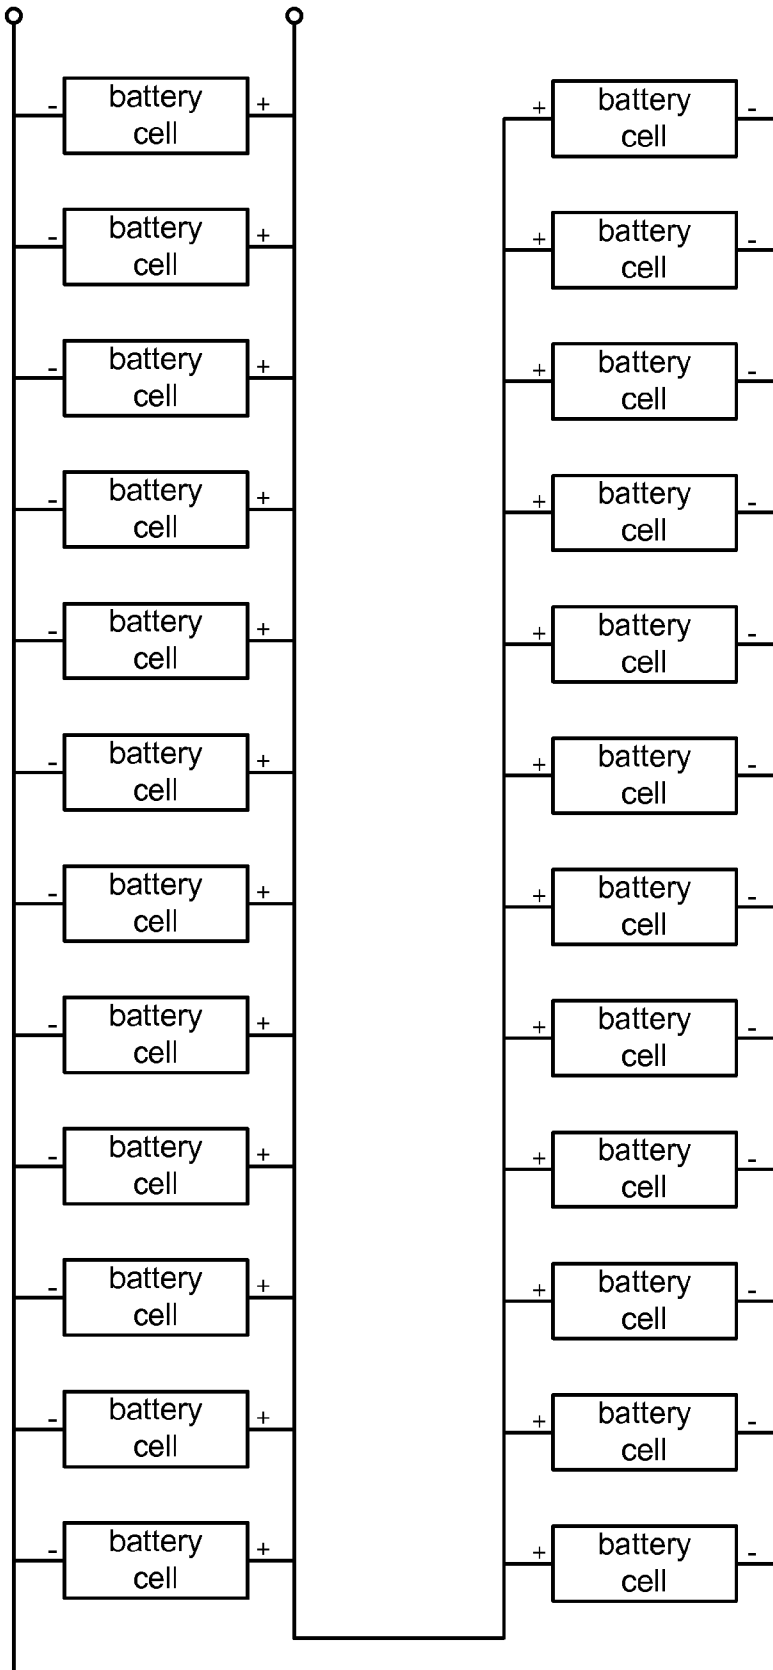 - battery +
cell
+ battery -
cell
- battery +
cell
+ battery -
cell
- battery +
cell
+ battery -
cell
- battery +
cell
+ battery -
cell
- battery +
cell
+ battery -
cell
- battery +
cell
+ battery -
cell
- battery +
cell
+ battery -
cell
- battery +
cell
+ battery -
cell
- battery +
cell
+ battery -
cell
- battery +
cell
+ battery -
cell
- battery +
cell
+ battery -
cell
- battery +
cell
+ battery -
cell